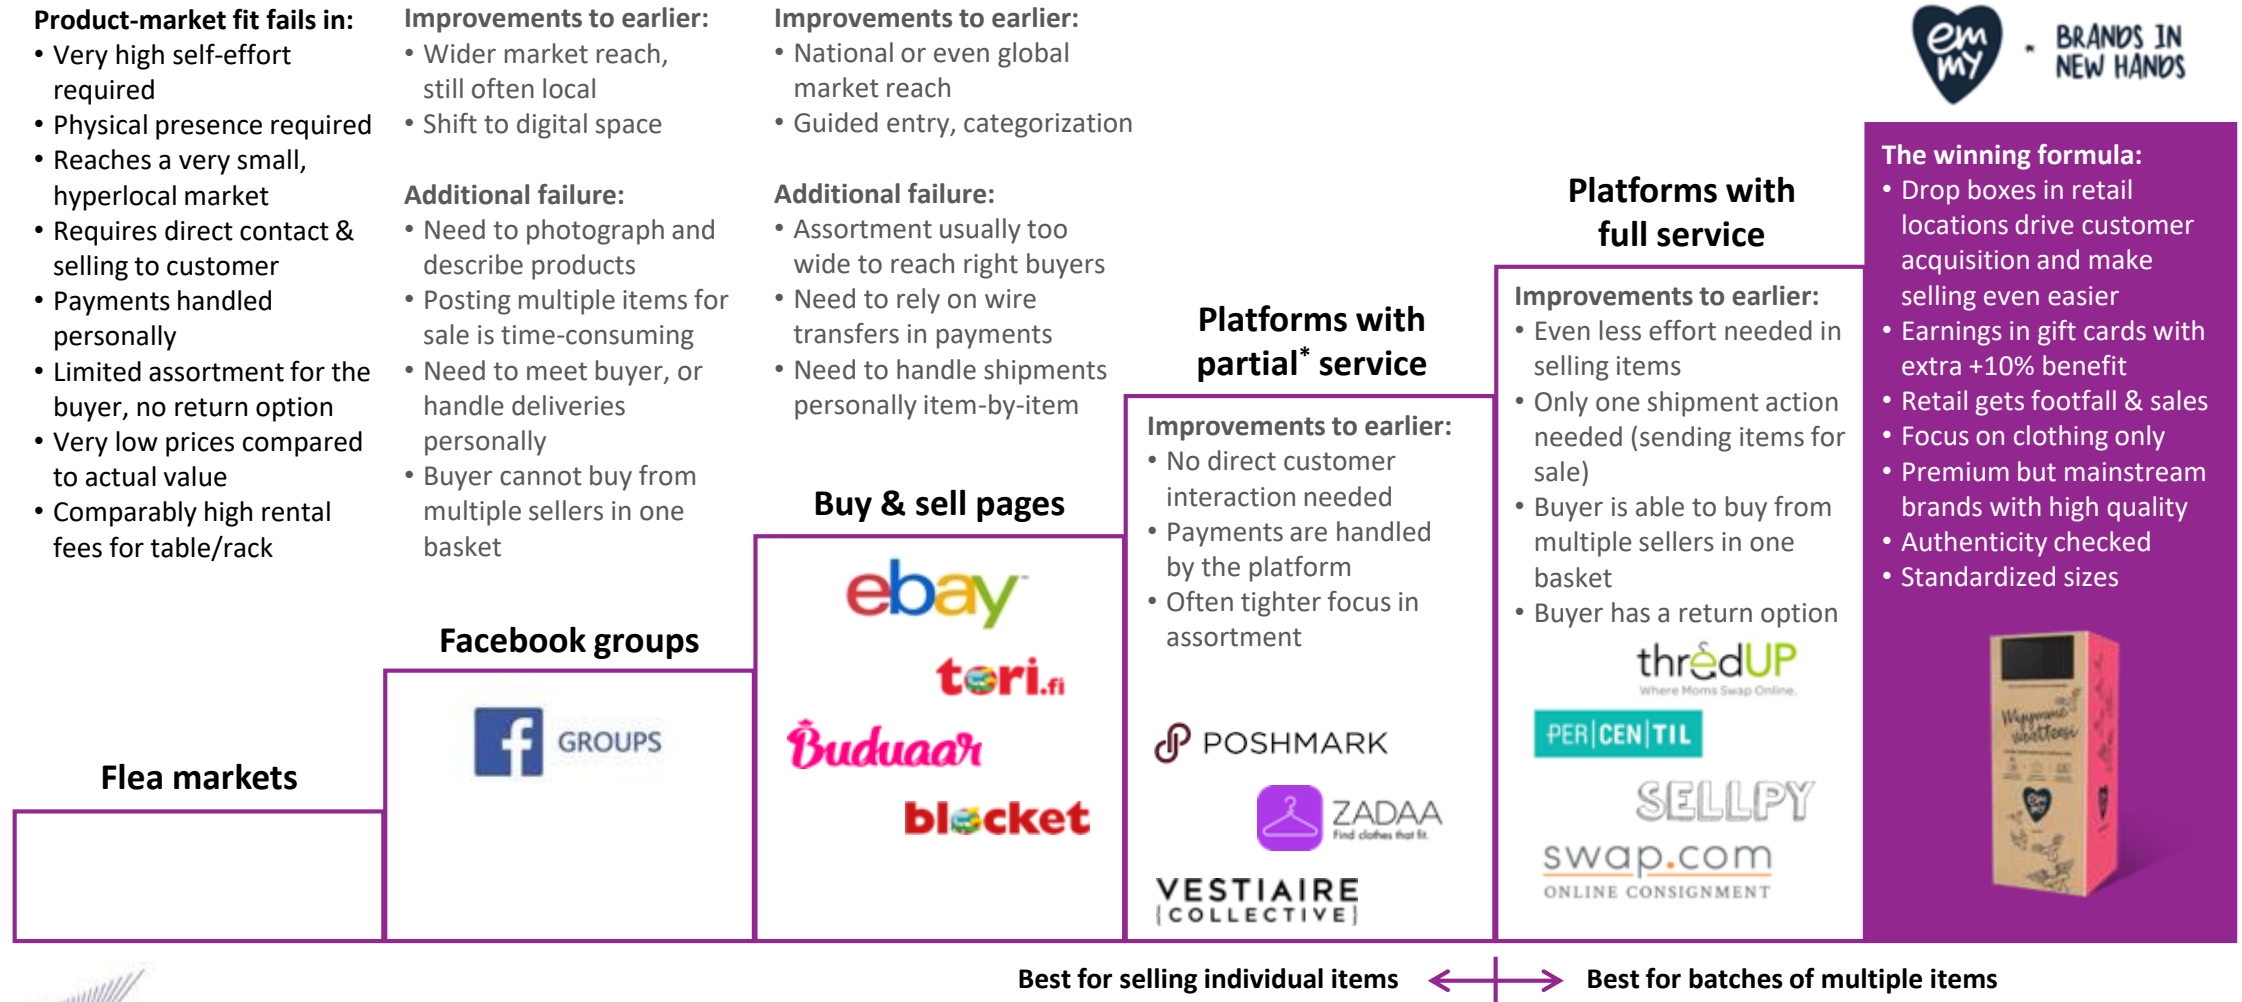 Product-market fit fails in:
• Very high self-effort
required
• Physical presence required
• Reaches a very small,
hyperlocal market
• Requires direct contact &
selling to customer
• Payments handled
personally
• Limited assortment for the
buyer, no return option
• Very low prices compared
to actual value
• Comparably high rental
fees for table/rack
Flea markets
Improvements to earlier:
• Wider market reach,
still often local
• Shift to digital space
Additional failure:
• Need to photograph and
describe products
• Posting multiple items for
sale is time-consuming
• Need to meet buyer, or
handle deliveries
personally
• Buyer cannot buy from
multiple sellers in one
basket
Facebook groups
f GROUPS
Improvements to earlier:
• National or even global
market reach
• Guided entry, categorization
Additional failure:
• Assortment usually too
wide to reach right buyers
• Need to rely on wire
transfers in payments
• Need to handle shipments
personally item-by-item
Buy & sell pages
ebay™
tori.fi
Buduaar
blocket
Platforms with
partial* service
Improvements to earlier:
• No direct customer
interaction needed
• Payments are handled
by the platform
• Often tighter focus in
assortment
POSHMARK
ZADAA
Find clothes that fit.
VESTIAIRE
COLLECTIVE
Platforms with
full service
Improvements to earlier:
• Even less effort needed in
selling items
• Only one shipment action
needed (sending items for
sale)
• Buyer is able to buy from
multiple sellers in one
basket
• Buyer has a return option
thredUP
Where Moms Swap Online.
PER|CEN|TIL
SELLPY
swap.com
ONLINE CONSIGNMENT
emmy
BRANDS IN
NEW HANDS
The winning formula:
• Drop boxes in retail
locations drive customer
acquisition and make
selling even easier
• Earnings in gift cards with
extra +10% benefit
• Retail gets footfall & sales
• Focus on clothing only
• Premium but mainstream
brands with high quality
• Authenticity checked
• Standardized sizes
emmy
Best for selling individual items
Best for batches of multiple items